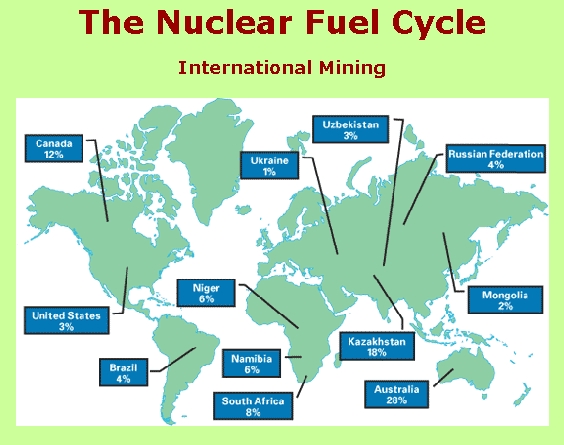 The Nuclear Fuel Cycle
International Mining
Canada
12%
Uzbekistan
3%
Ukraine
1%
Russian Federation
4%
United States
3%
Niger
6%
Mongolia
2%
Brazil
4%
Namibia
6%
Kazakhstan
18%
South Africa
8%
Australia
28%